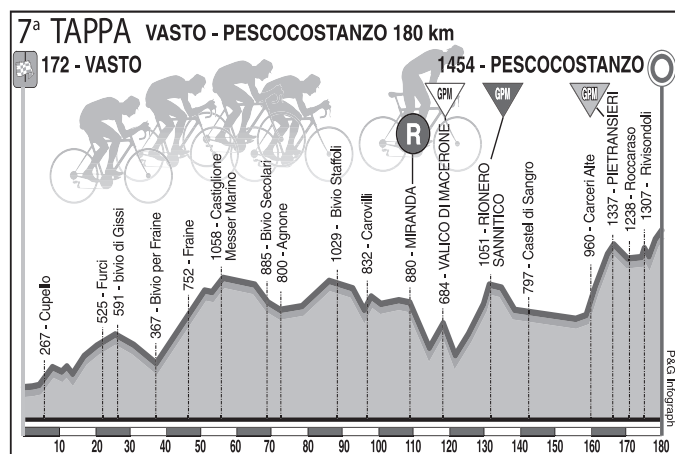 7ª TAPPA VASTO - PESCOCOSTANZO 180 km
172 - VASTO
1454 - PESCOCOSTANZO
GPM
GPM
GPM
R
267 - Cupello
525 - Furci
591 - bivio di Gissi
367 - Bivio per Fraine
752 - Fraine
1058 - Castiglione
Messer Marino
885 - Bivio Secolari
800 - Agnone
1029 - Bivio Staffoli
832 - Carovilli
880 - MIRANDA
684 - VALICO DI MACERONE
1051 - RIONERO
SANNITICO
797 - Castel di Sangro
960 - Carceri Alte
1337 - PIETRANSIERI
1238 - Roccaraso
1307 - Rivisondoli
P&G Infograph
10 20 30 40 50 60 70 80 90 100 110 120 130 140 150 160 170 180